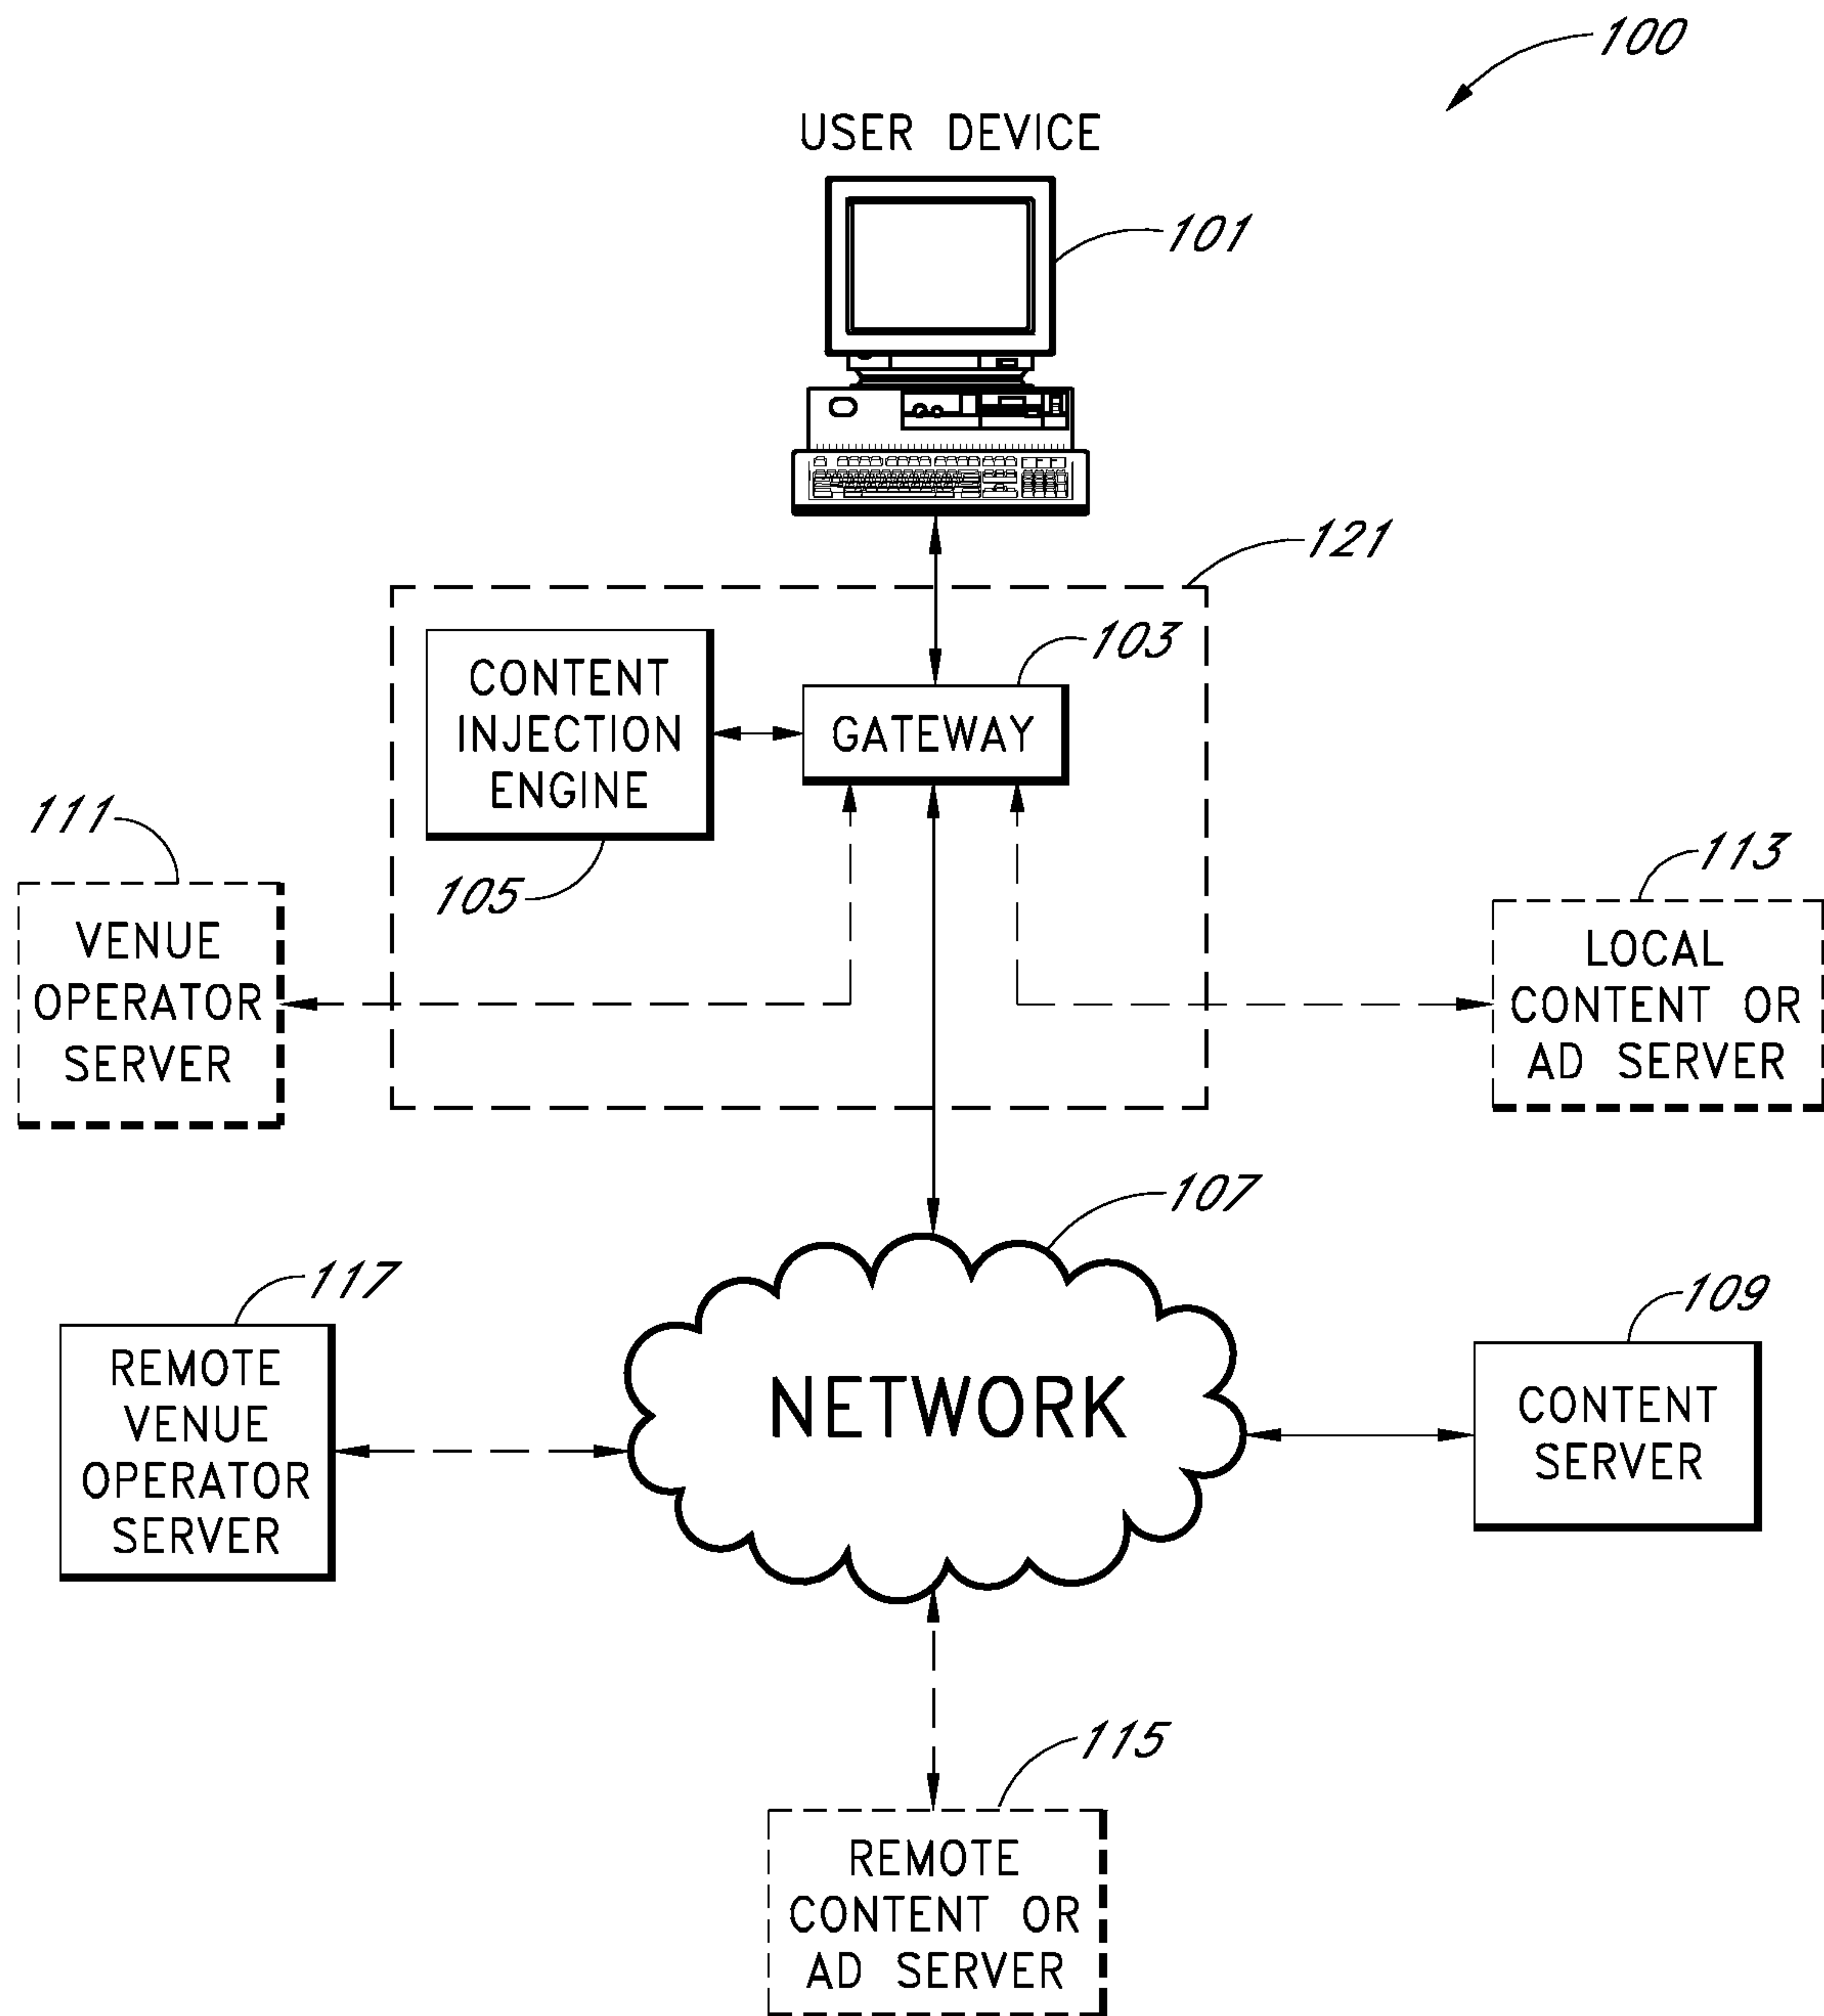 100
USER DEVICE
101
121
CONTENT
INJECTION
ENGINE
103
GATEWAY
105
111
VENUE
OPERATOR
SERVER
113
LOCAL
CONTENT OR
AD SERVER
107
NETWORK
117
REMOTE
VENUE
OPERATOR
SERVER
109
CONTENT
SERVER
115
REMOTE
CONTENT OR
AD SERVER